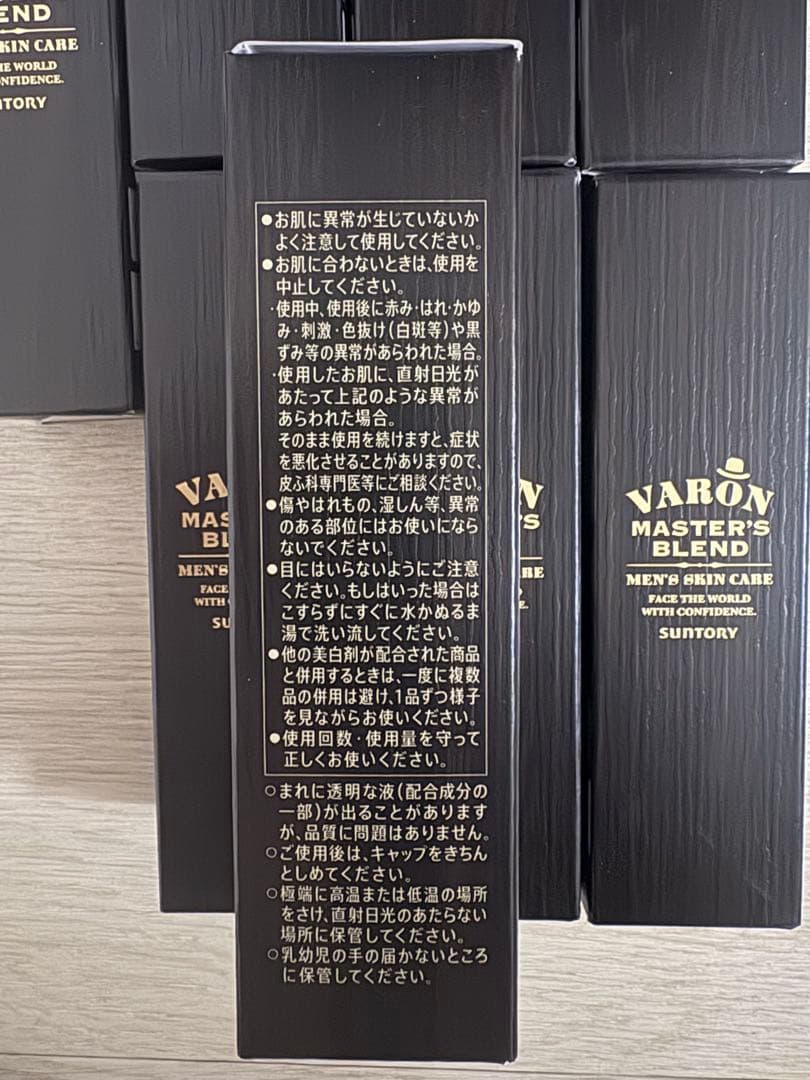 END
KIN CARE
HE WORLD
NFIDENCE.
NTORY
●お肌に異常が生じていないか
よく注意して使用してください。
●お肌に合わないときは、使用を
中止してください。
・使用中、使用後に赤み・はれ・かゆ
み・刺激・色抜け(白斑等)や黒
ずみ等の異常があらわれた場合。
・使用したお肌に、直射日光が
あたって上記のような異常が
あらわれた場合。
そのまま使用を続けますと、症状
を悪化させることがありますので、
皮ふ科専門医等にご相談ください。
●傷やはれもの、湿しん等、異常
のある部位にはお使いになら
ないでください。
●目にはいらないようにご注意
ください。もしはいった場合は
こすらずにすぐに水かぬるま
湯で洗い流してください。
●他の美白剤が配合された商品
と併用するときは、一度に複数
品の併用は避け、1品ずつ様子
を見ながらお使いください。
●使用回数・使用量を守って
正しくお使いください。
○まれに透明な液(配合成分の
一部)が出ることがあります
が、品質に問題はありません。
○ご使用後は、キャップをきちん
としめてください。
○極端に高温または低温の場所
をさけ、直射日光のあたらない
場所に保管してください。
○乳幼児の手の届かないところ
に保管してください。
VA
MAS
BL
MEN'S
FACE
WITH
SU
N
'S
RE
VARON
MASTER'S
BLEND
MEN'S SKIN CARE
FACE THE WORLD
WITH CONFIDENCE.
SUNTORY